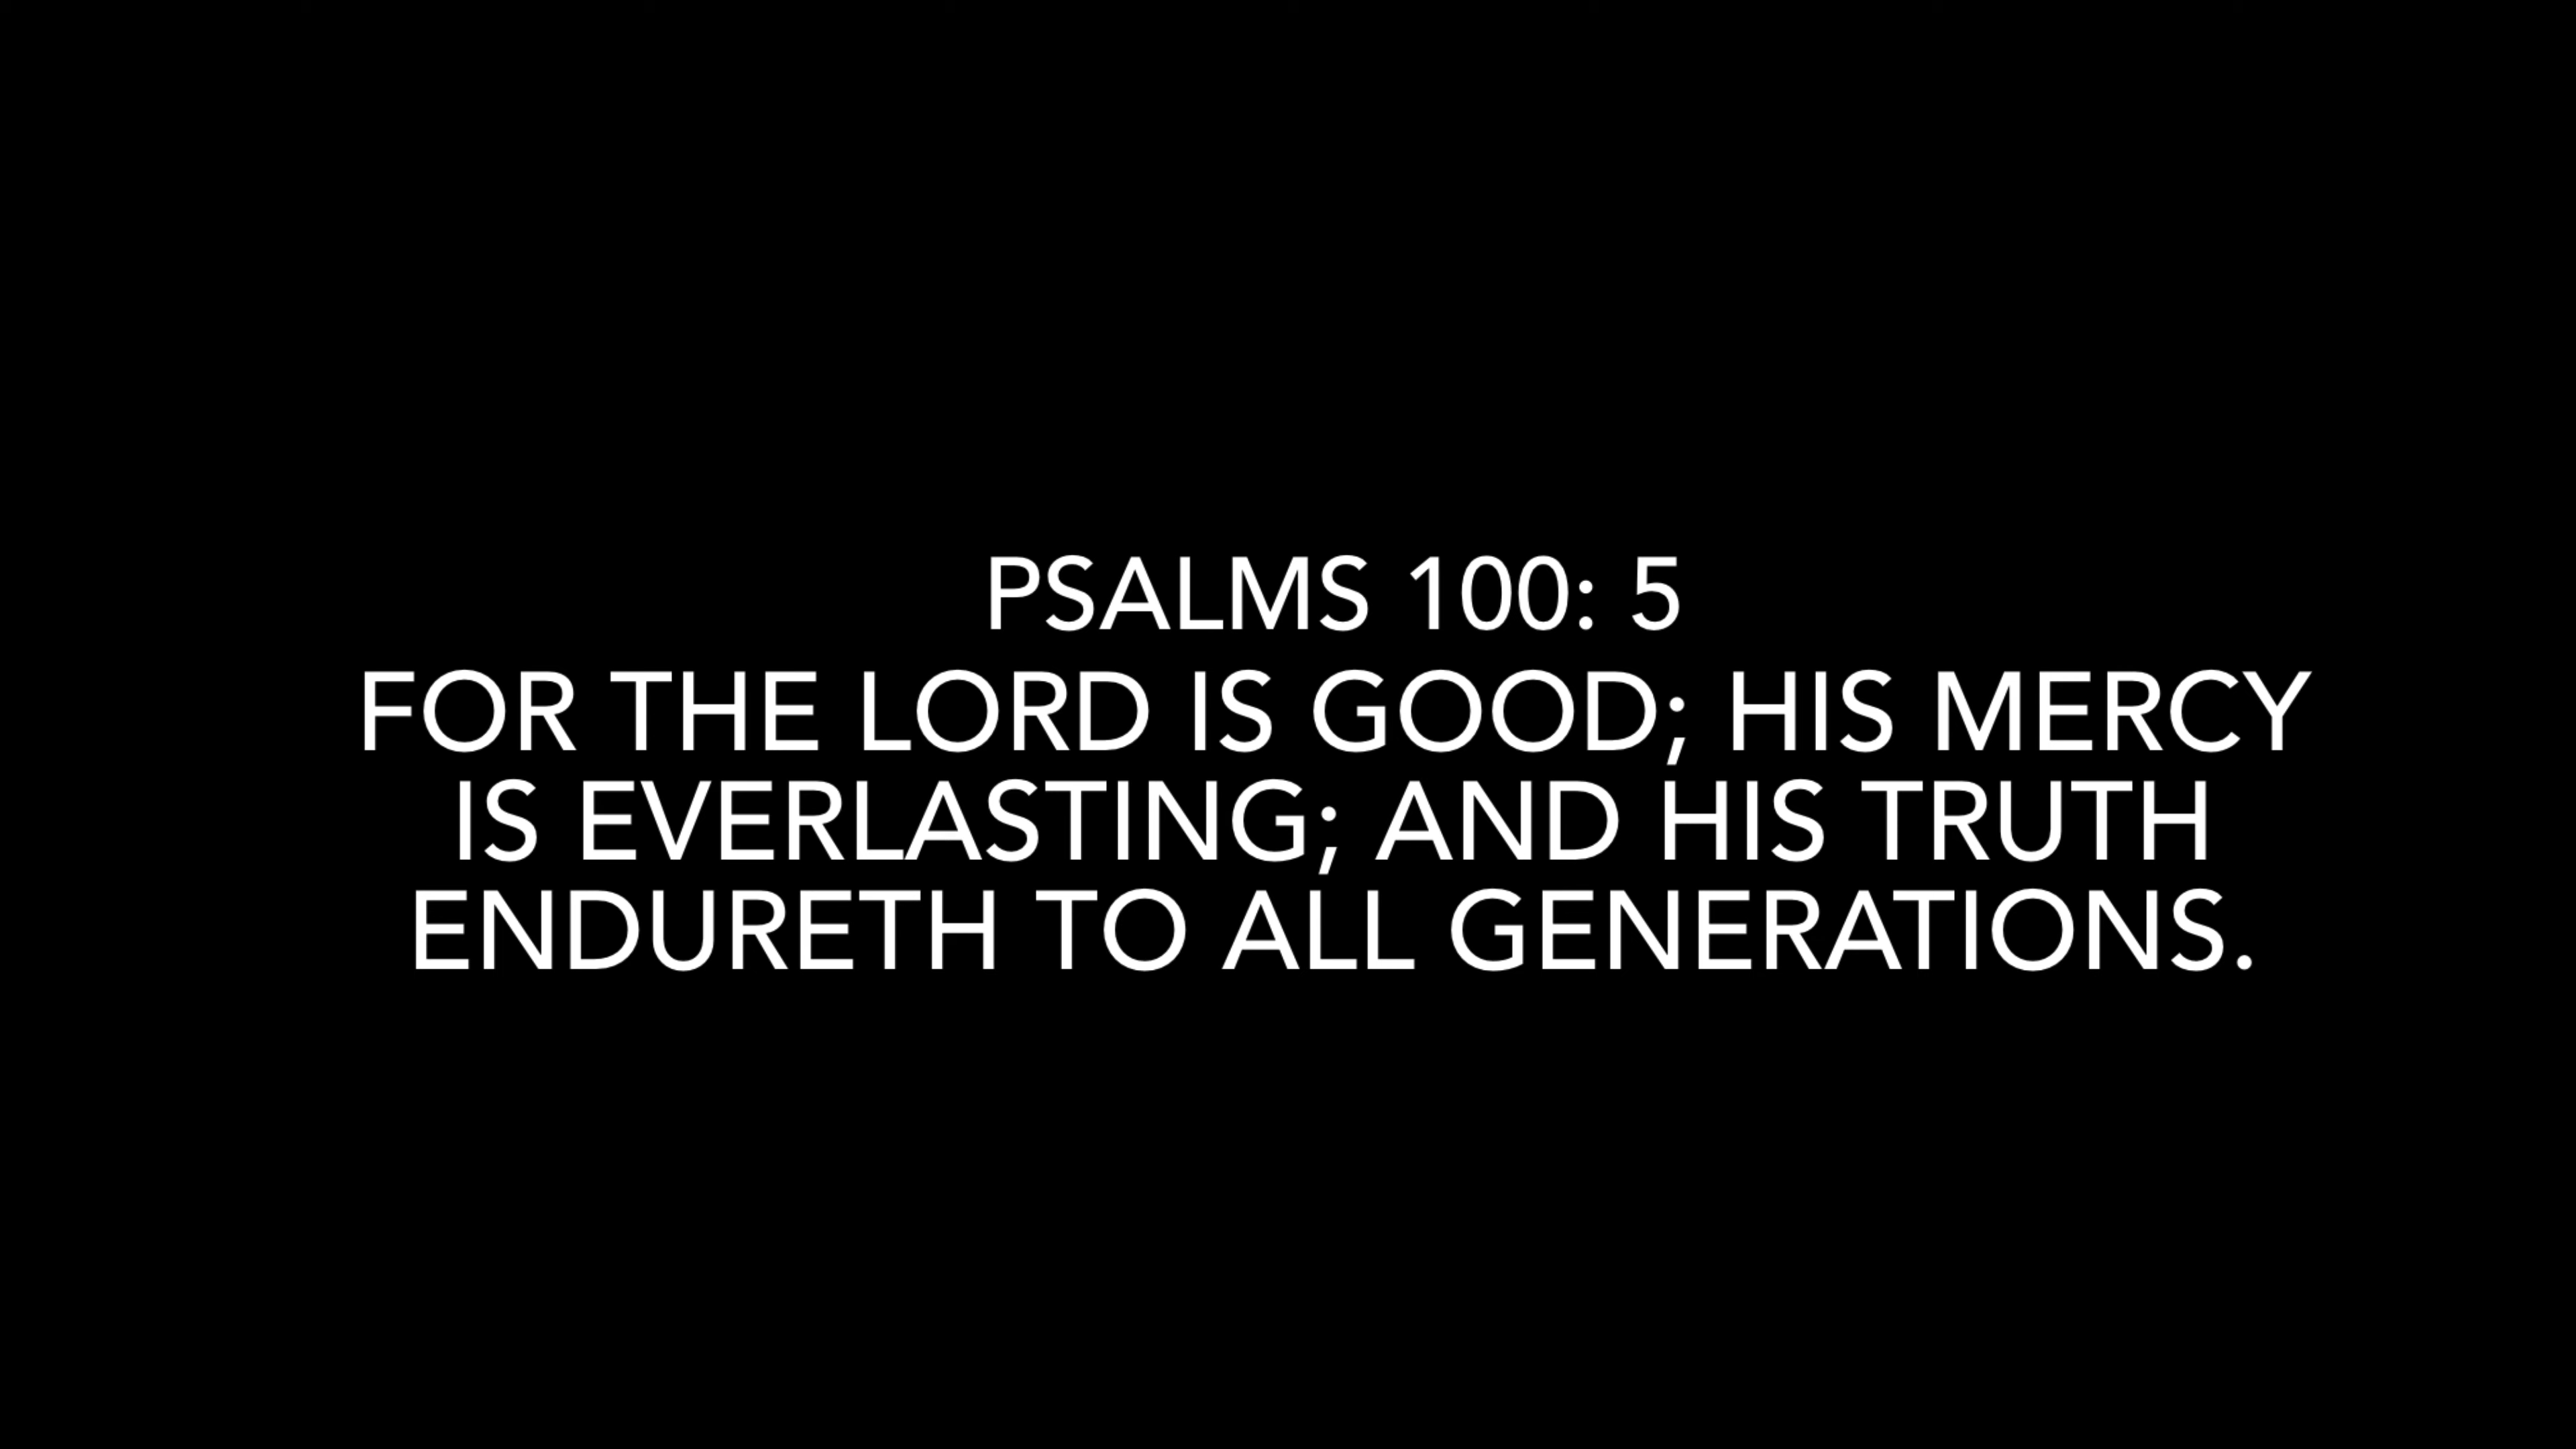 PSALMS 100: 5
FOR THE LORD IS GOOD; HIS MERCY
IS EVERLASTING; AND HIS TRUTH
ENDURETH TO ALL GENERATIONS.